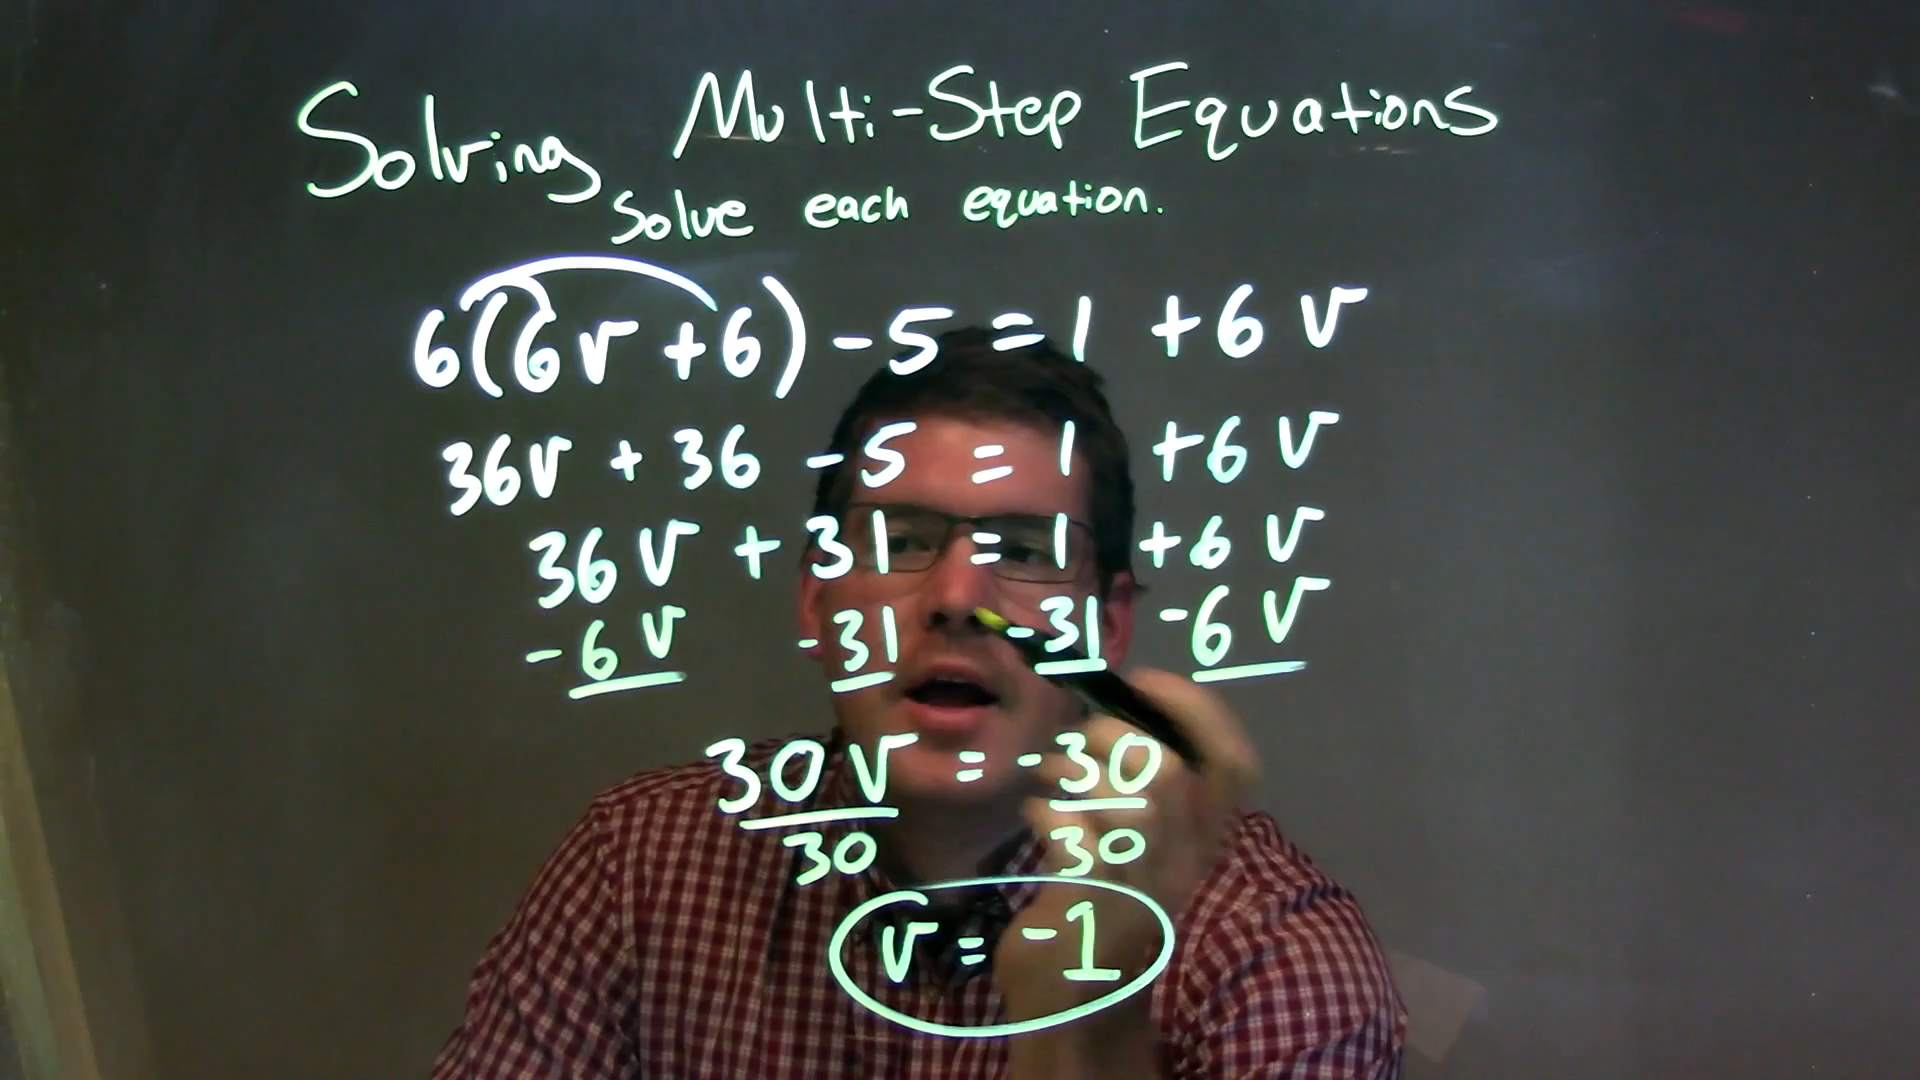 Solving Multi-Step Equations
Solve each equation.
6(6v+6)-5=1+6v
36v+36-5=1+6v
36v+31=1+6v
-6v -31 -31 -6v
30v=-30
30 30
v=-1